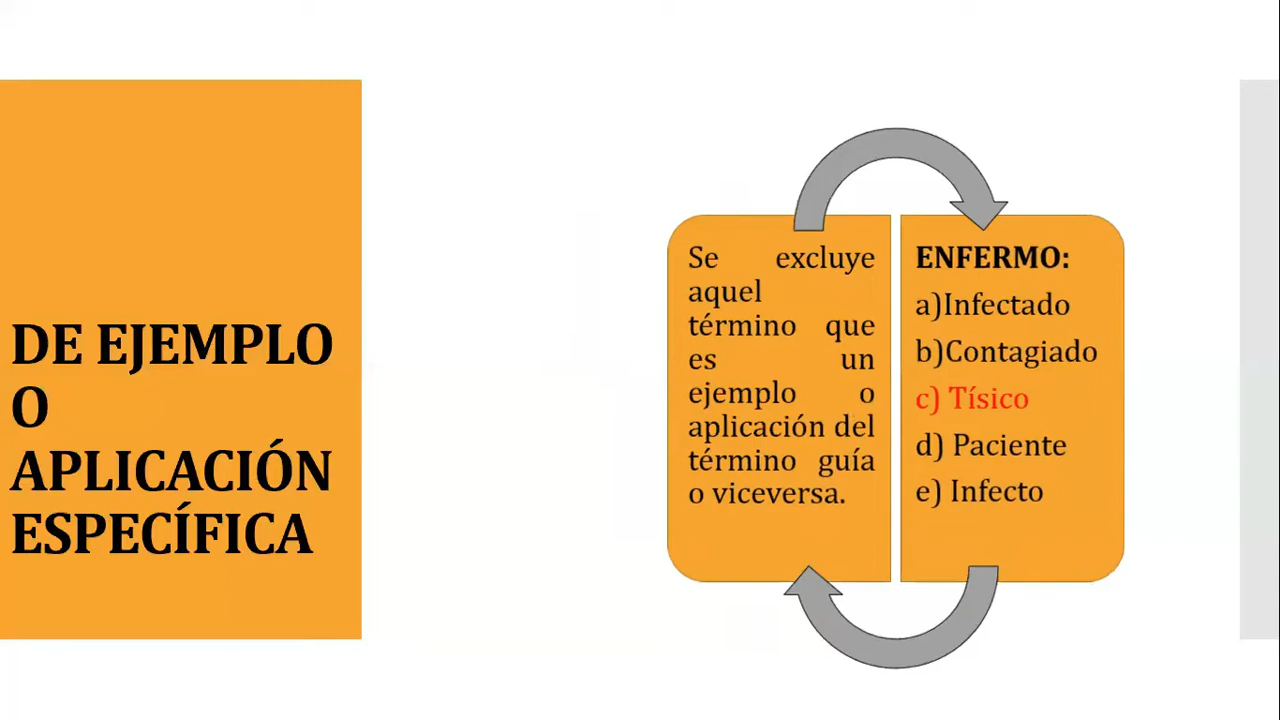 DE EJEMPLO
O
APLICACIÓN
ESPECÍFICA
Se excluye
aquel
término que
es un
ejemplo o
aplicación del
término guía
o viceversa.
ENFERMO:
a)Infectado
b)Contagiado
c) Tísico
d) Paciente
e) Infecto